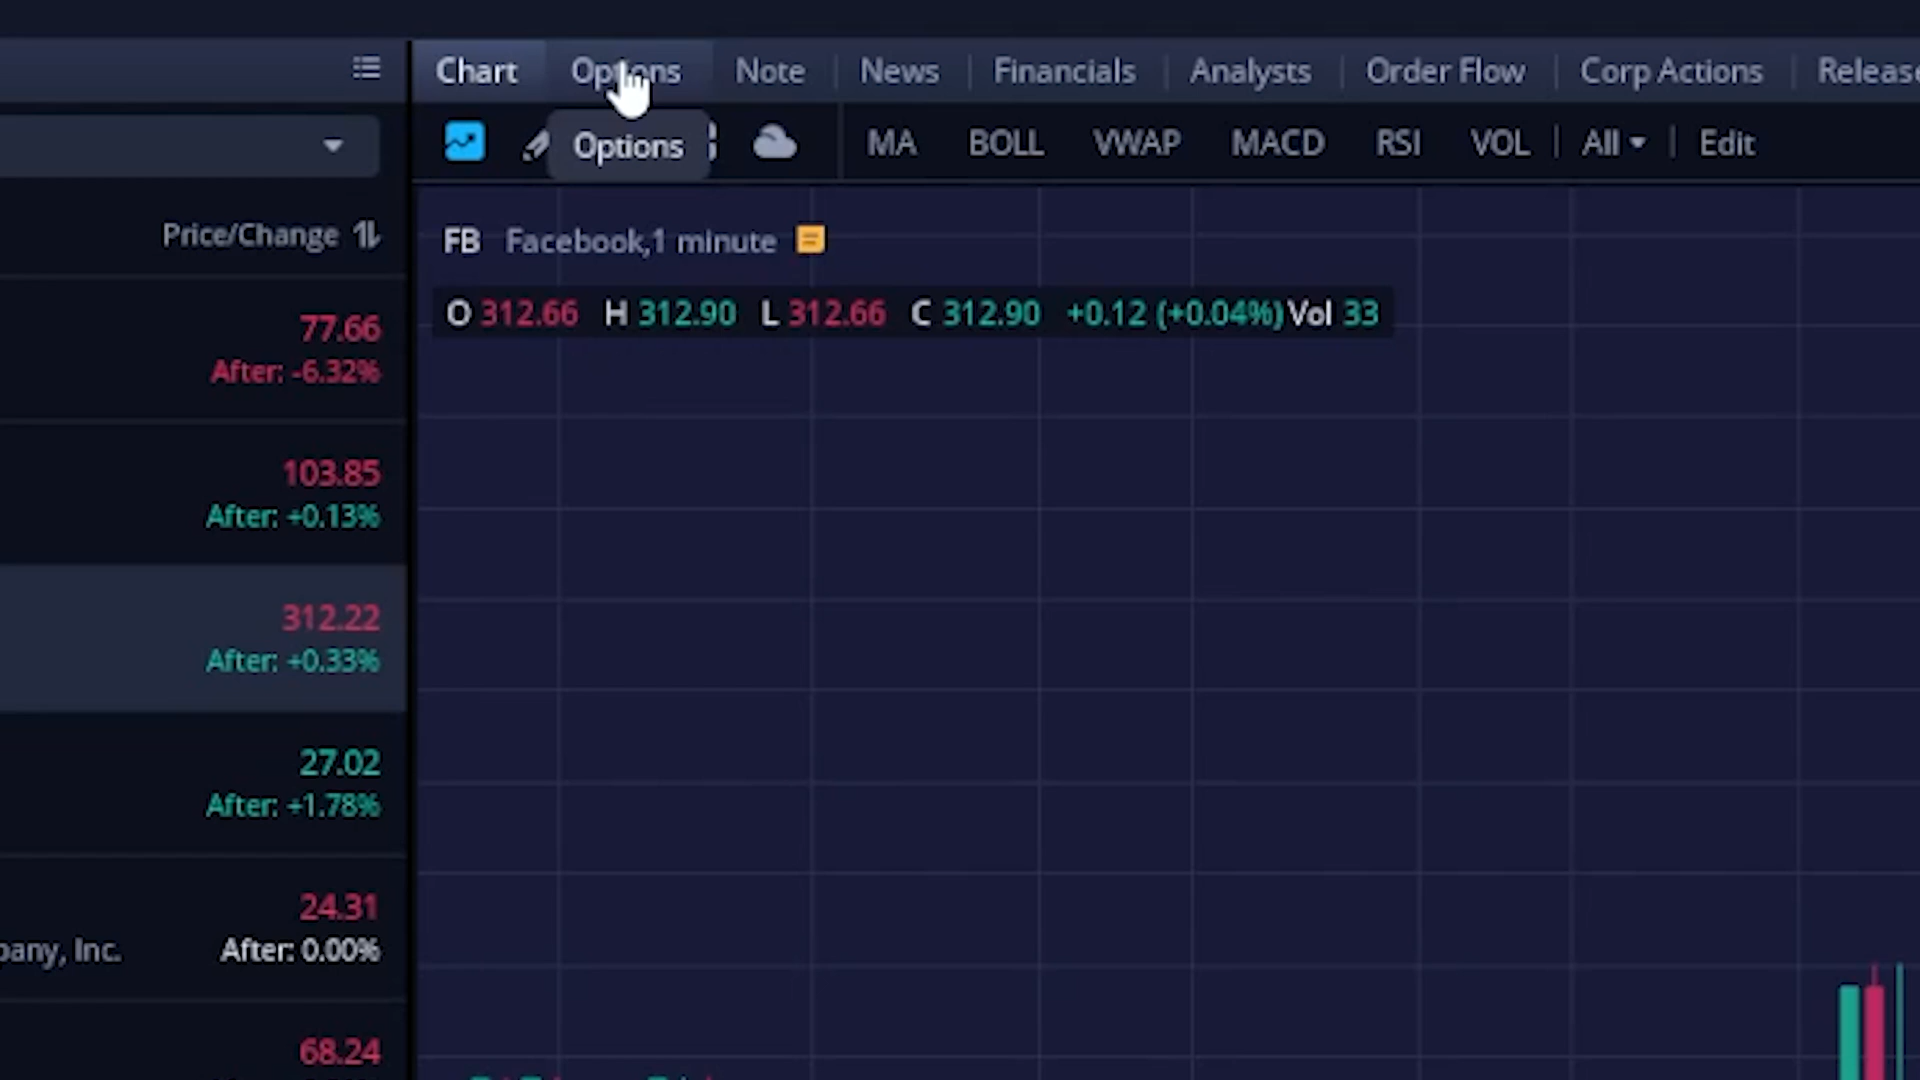 Chart Options Note News Financials Analysts Order Flow Corp Actions Release
Options MA BOLL VWAP MACD RSI VOL All Edit
Price/Change
FB Facebook,1 minute
O 312.66 H 312.90 L 312.66 C 312.90 +0.12 (+0.04%) Vol 33
77.66
After: -6.32%
103.85
After: +0.13%
312.22
After: +0.33%
27.02
After: +1.78%
24.31
pany, Inc. After: 0.00%
68.24